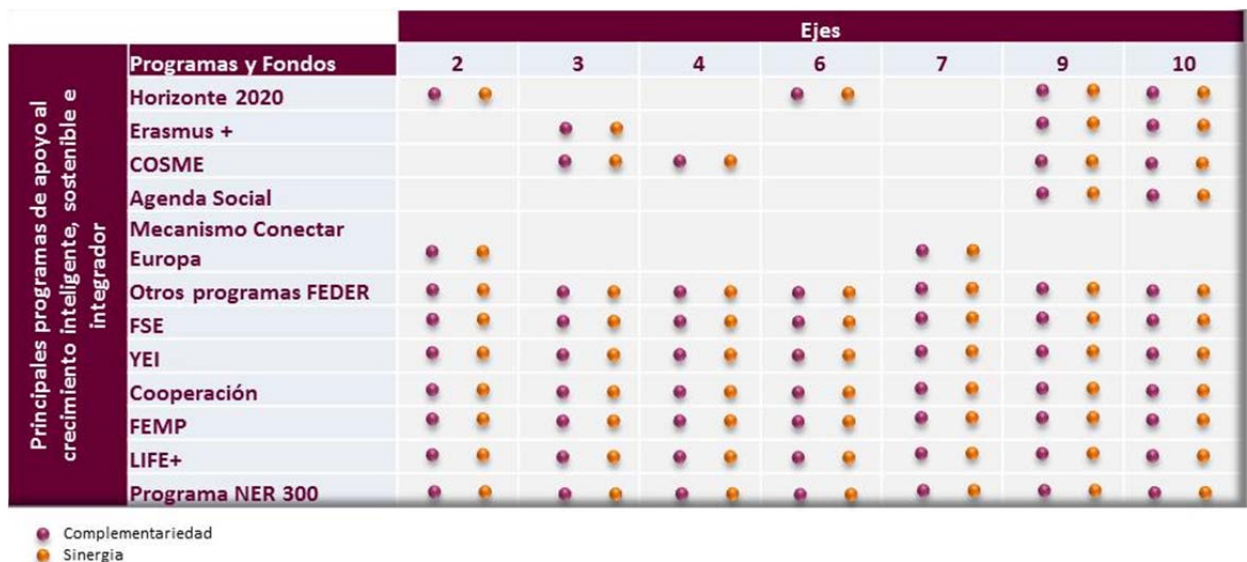 Ejes
Programas y Fondos 2 3 4 6 7 9 10
Principales programas de apoyo al
crecimiento inteligente, sostenible e
integrador
Horizonte 2020
Erasmus +
COSME
Agenda Social
Mecanismo Conectar
Europa
Otros programas FEDER
FSE
YEI
Cooperación
FEMP
LIFE+
Programa NER 300
Complementariedad
Sinergia